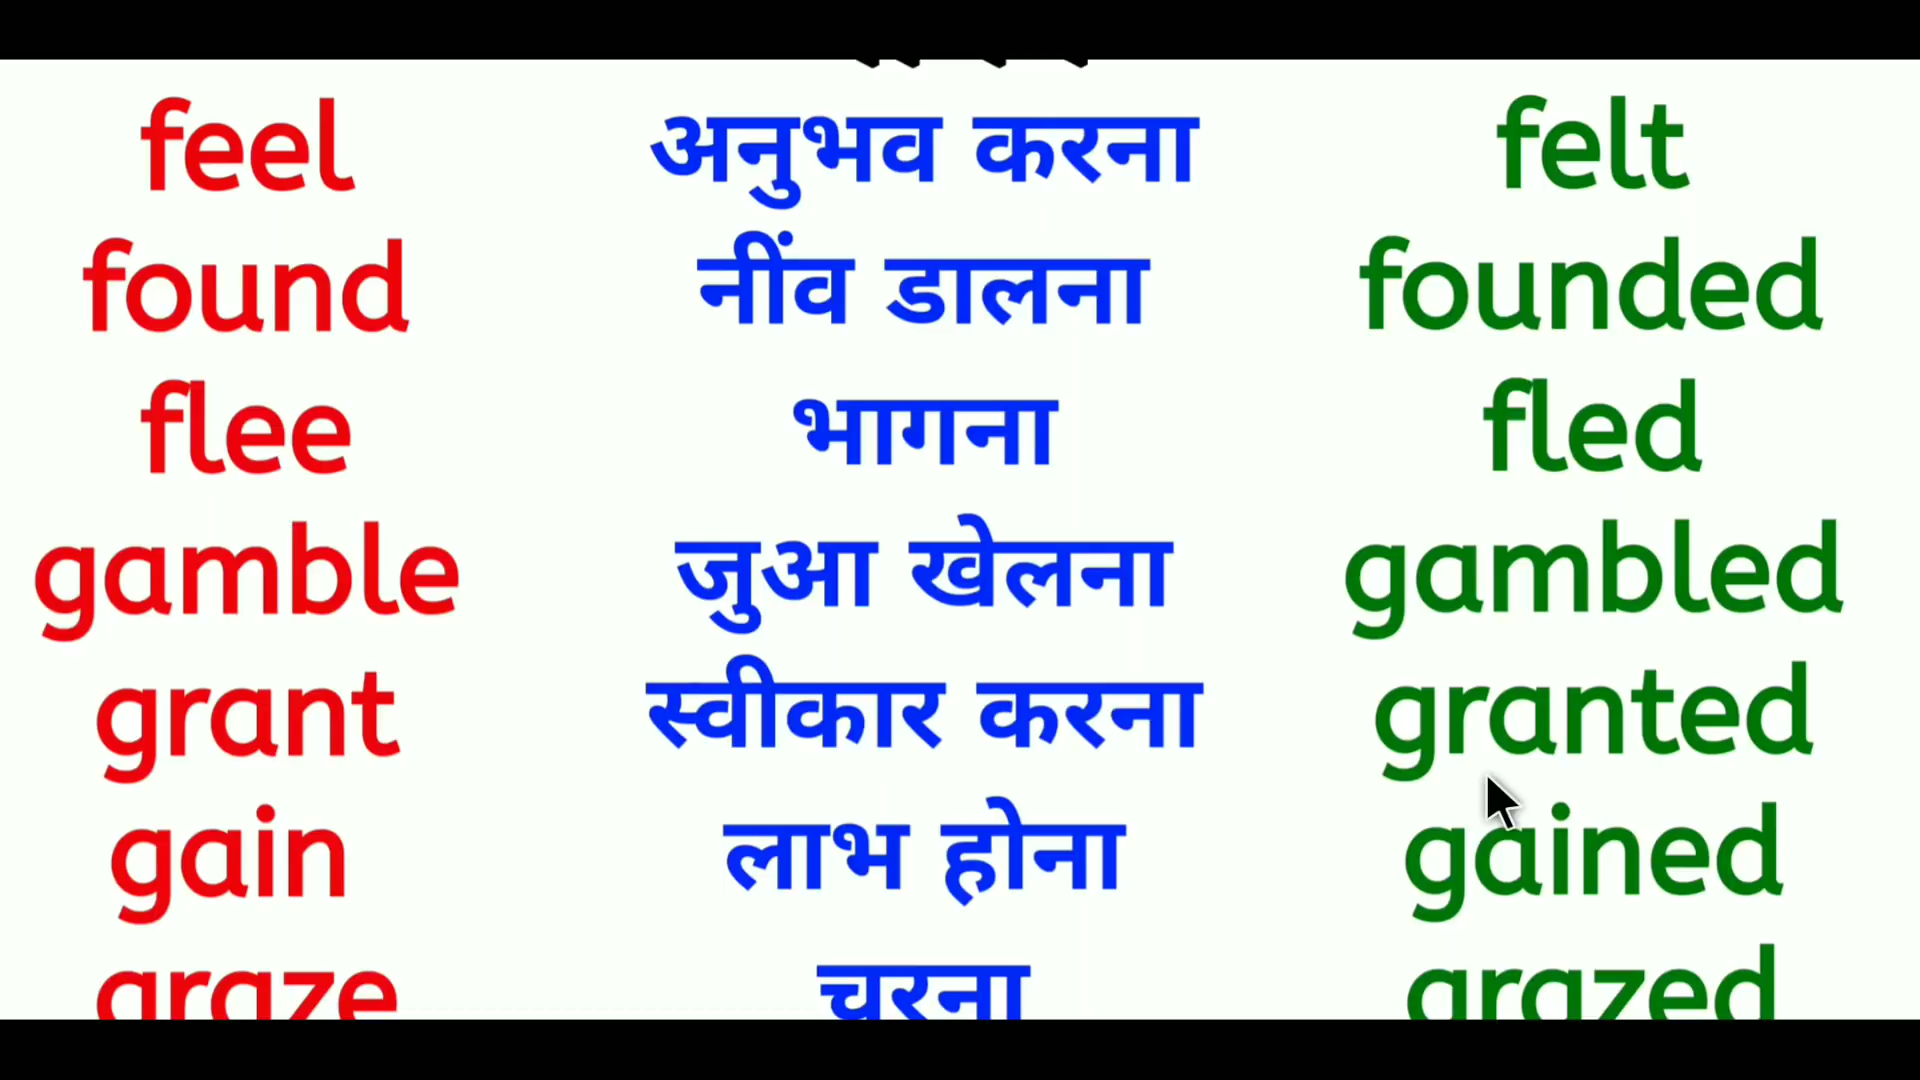 feel अनुभव करना felt
found नींव डालना founded
flee भागना fled
gamble जुआ खेलना gambled
grant स्वीकार करना granted
gain लाभ होना gained
graze चरना grazed